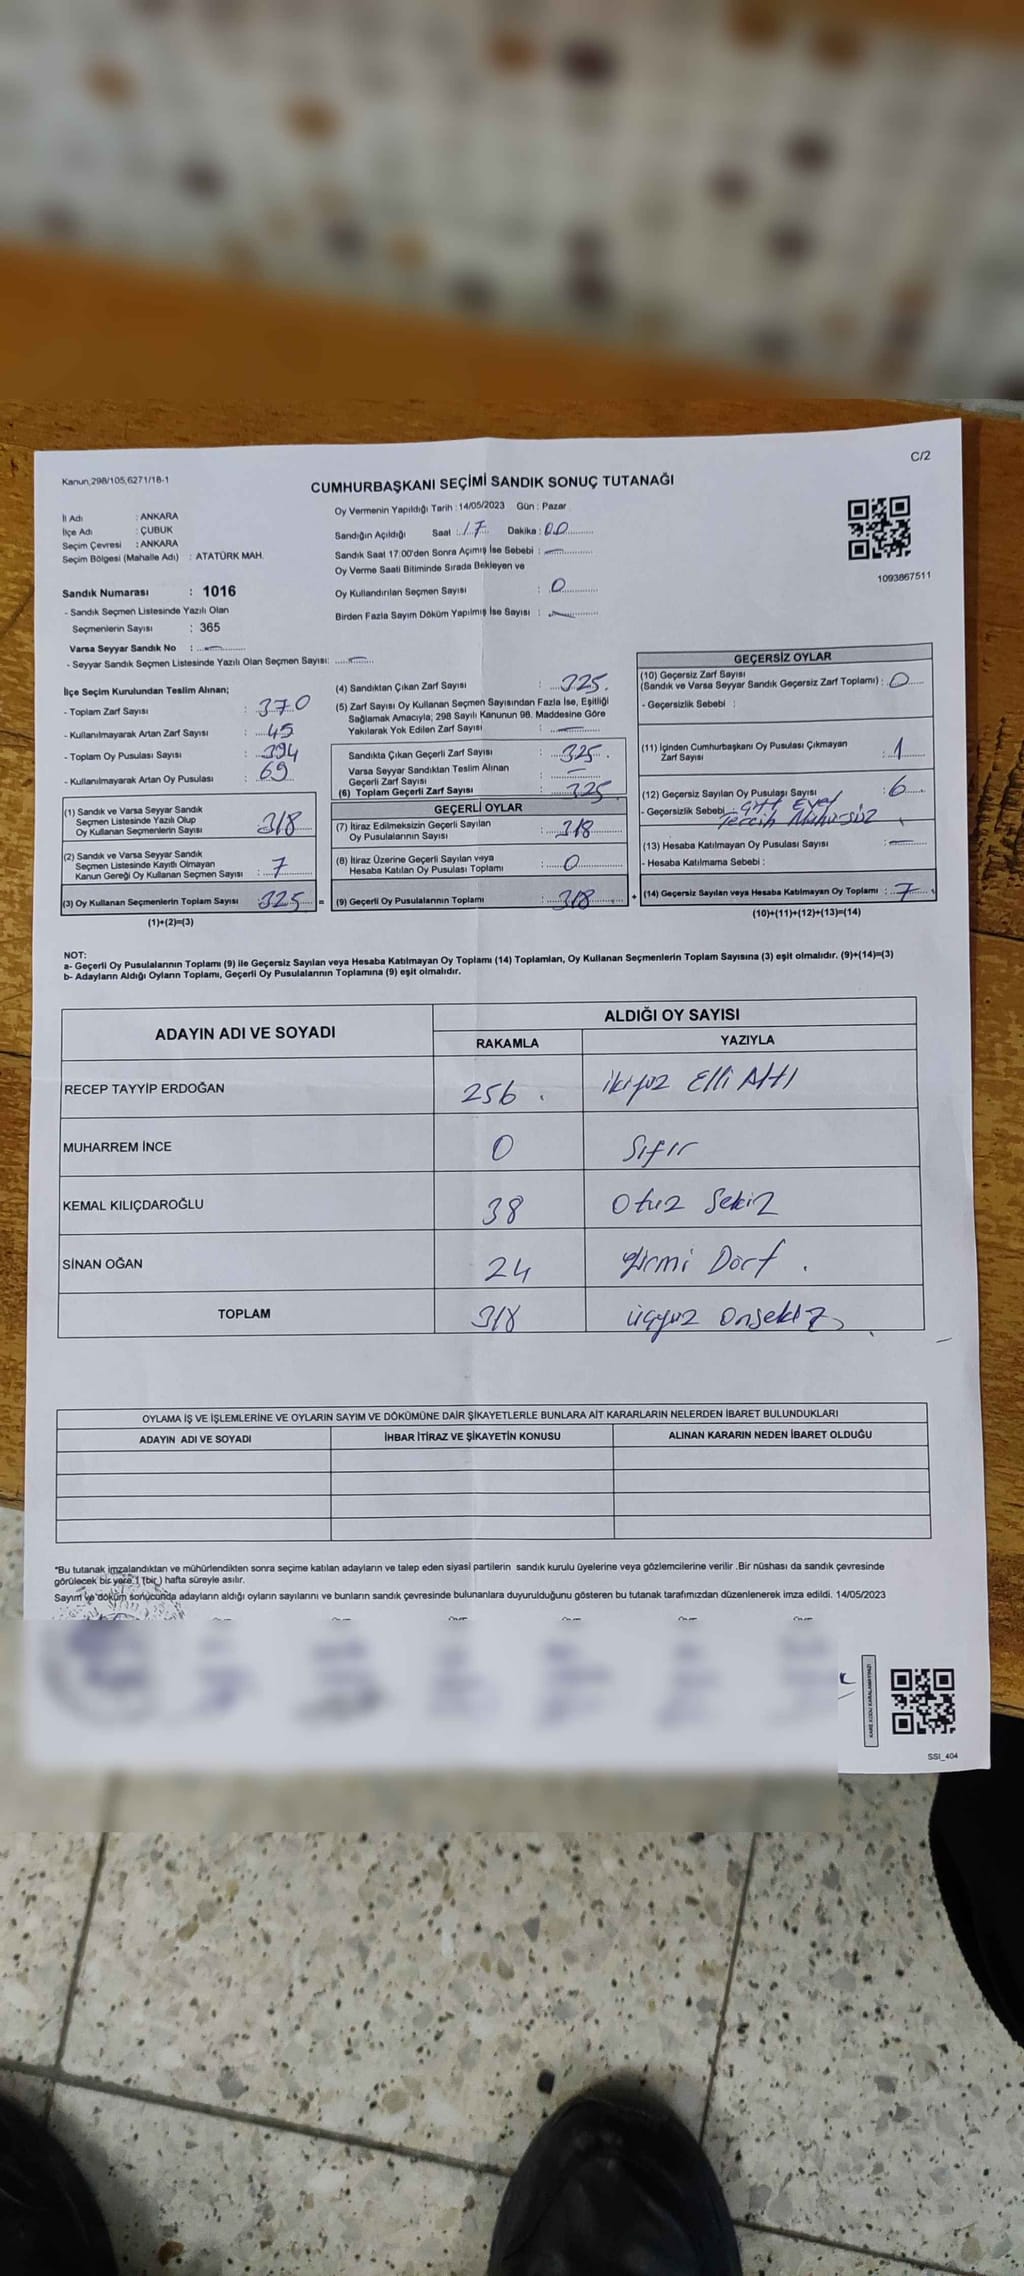 C/2
Kanun,298/105,6271/18-1
CUMHURBAŞKANI SEÇİMİ SANDIK SONUÇ TUTANAĞI
İl Adı : ANKARA
İlçe Adı : ÇUBUK
Seçim Çevresi : ANKARA
Seçim Bölgesi (Mahalle Adı) : ATATÜRK MAH.
Sandık Numarası : 1016
- Sandık Seçmen Listesinde Yazılı Olan
Seçmenlerin Sayısı : 365
Varsa Seyyar Sandık No :
- Seyyar Sandık Seçmen Listesinde Yazılı Olan Seçmen Sayısı:
Oy Vermenin Yapıldığı Tarih :14/05/2023 Gün : Pazar
Sandığın Açıldığı Saat : 17 Dakika : 00
Sandık Saat 17:00'den Sonra Açımış İse Sebebi :
Oy Verme Saati Bitiminde Sırada Bekleyen ve
Oy Kullandırılan Seçmen Sayısı : 0
Birden Fazla Sayım Döküm Yapılmış İse Sayısı :
1093867511
İlçe Seçim Kurulundan Teslim Alınan;
- Toplam Zarf Sayısı : 370
- Kullanılmayarak Artan Zarf Sayısı : 45
- Toplam Oy Pusulası Sayısı : 394
- Kullanılmayarak Artan Oy Pusulası : 69
(1) Sandık ve Varsa Seyyar Sandık
Seçmen Listesinde Yazılı Olup
Oy Kullanan Seçmenlerin Sayısı 318
(2) Sandık ve Varsa Seyyar Sandık
Seçmen Listesinde Kayıtlı Olmayan
Kanun Gereği Oy Kullanan Seçmen Sayısı : 7
(3) Oy Kullanan Seçmenlerin Toplam Sayısı 325 =
(1)+(2)=(3)
(4) Sandıktan Çıkan Zarf Sayısı : 325.
(5) Zarf Sayısı Oy Kullanan Seçmen Sayısından Fazla İse, Eşitliği
Sağlamak Amacıyla; 298 Sayılı Kanunun 98. Maddesine Göre
Yakılarak Yok Edilen Zarf Sayısı :
Sandıkta Çıkan Geçerli Zarf Sayısı : 325.
Varsa Seyyar Sandıktan Teslim Alınan
Geçerli Zarf Sayısı :
(6) Toplam Geçerli Zarf Sayısı : 325
GEÇERLİ OYLAR
(7) İtiraz Edilmeksizin Geçerli Sayılan
Oy Pusulalarının Sayısı : 318
(8) İtiraz Üzerine Geçerli Sayılan veya
Hesaba Katılan Oy Pusulası Toplamı : 0
(9) Geçerli Oy Pusulalarının Toplamı : 318 +
GEÇERSİZ OYLAR
(10) Geçersiz Zarf Sayısı
(Sandık ve Varsa Seyyar Sandık Geçersiz Zarf Toplamı) : 0
- Geçersizlik Sebebi :
(11) İçinden Cumhurbaşkanı Oy Pusulası Çıkmayan
Zarf Sayısı : 1
(12) Geçersiz Sayılan Oy Pusulası Sayısı : 6
- Geçersizlik Sebebi : Çift Evet
Tercih Mühürsüz
(13) Hesaba Katılmayan Oy Pusulası Sayısı :
- Hesaba Katılmama Sebebi :
(14) Geçersiz Sayılan veya Hesaba Katılmayan Oy Toplamı : 7
(10)+(11)+(12)+(13)=(14)
NOT:
a- Geçerli Oy Pusulalarının Toplamı (9) ile Geçersiz Sayılan veya Hesaba Katılmayan Oy Toplamı (14) Toplamları, Oy Kullanan Seçmenlerin Toplam Sayısına (3) eşit olmalıdır. (9)+(14)=(3)
b- Adayların Aldığı Oyların Toplamı, Geçerli Oy Pusulalarının Toplamına (9) eşit olmalıdır.
ADAYIN ADI VE SOYADI ALDIĞI OY SAYISI
RAKAMLA YAZIYLA
RECEP TAYYİP ERDOĞAN 256. ikiyüz Elli Altı
MUHARREM İNCE 0 Sıfır
KEMAL KILIÇDAROĞLU 38 Otuz Sekiz
SİNAN OĞAN 24 Yirmi Dört.
TOPLAM 318 üçyüz Onsekiz
OYLAMA İŞ VE İŞLEMLERİNE VE OYLARIN SAYIM VE DÖKÜMÜNE DAİR ŞİKAYETLERLE BUNLARA AİT KARARLARIN NELERDEN İBARET BULUNDUKLARI
ADAYIN ADI VE SOYADI İHBAR İTİRAZ VE ŞİKAYETİN KONUSU ALINAN KARARIN NEDEN İBARET OLDUĞU
*Bu tutanak imzalandıktan ve mühürlendikten sonra seçime katılan adayların ve talep eden siyasi partilerin sandık kurulu üyelerine veya gözlemcilerine verilir .Bir nüshası da sandık çevresinde
görülecek bir yere 1 (bir ) hafta süreyle asılır.
Sayım ve döküm sonucunda adayların aldığı oyların sayılarını ve bunların sandık çevresinde bulunanlara duyurulduğunu gösteren bu tutanak tarafımızdan düzenlenerek imza edildi. 14/05/2023
KARE KODU KARALAMAYINIZ!
SSI_404